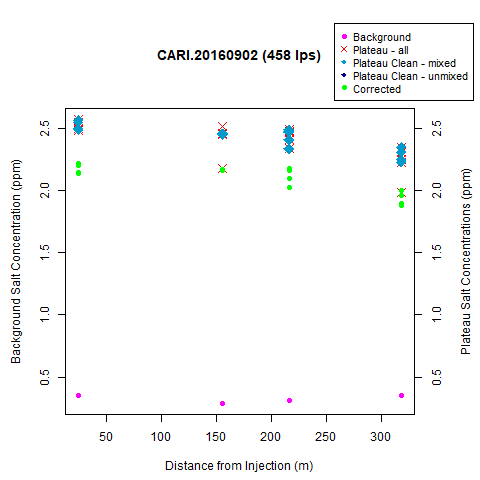 CARI.20160902 (458 lps)
Background
Plateau - all
Plateau Clean - mixed
Plateau Clean - unmixed
Corrected
Background Salt Concentration (ppm)
2.5
2.0
1.5
1.0
0.5
2.5
2.0
1.5
1.0
0.5
Plateau Salt Concentrations (ppm)
50
100
150
200
250
300
Distance from Injection (m)